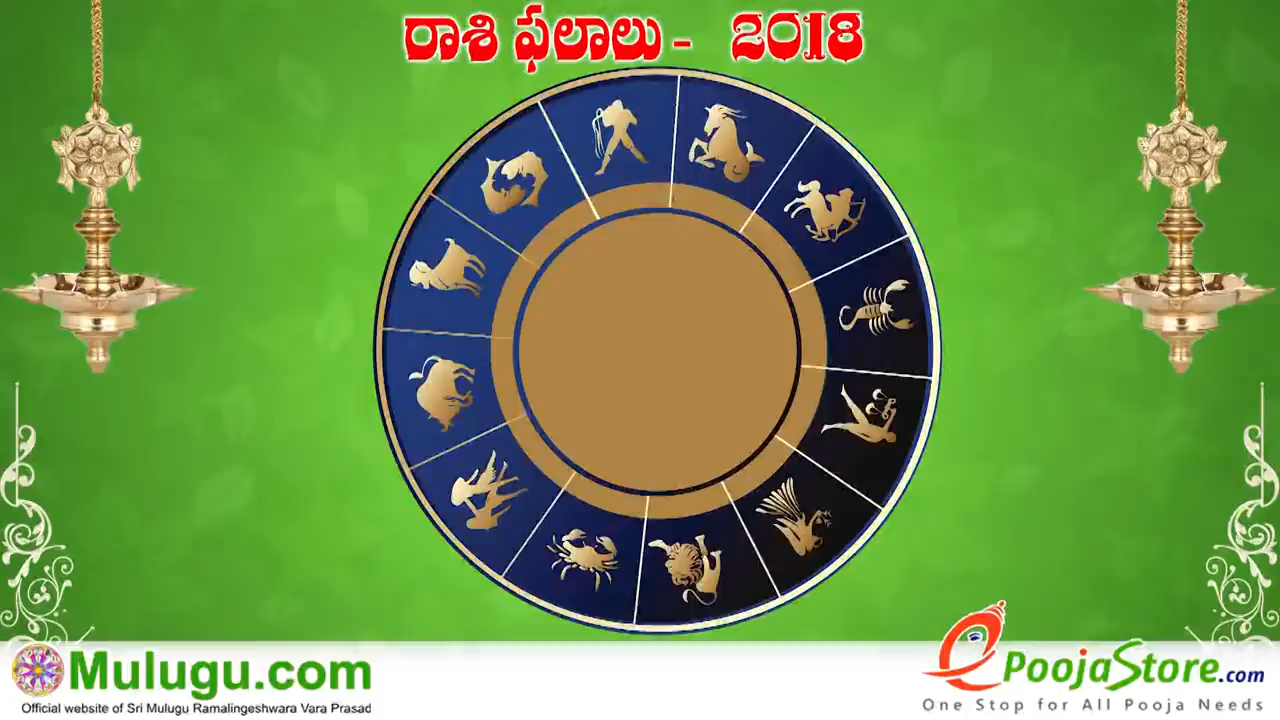 రాశి ఫలాలు - 2018
Mulugu.com
Official website of Sri Mulugu Ramalingeshwara Vara Prasad
ePoojaStore.com
One Stop for All Pooja Needs